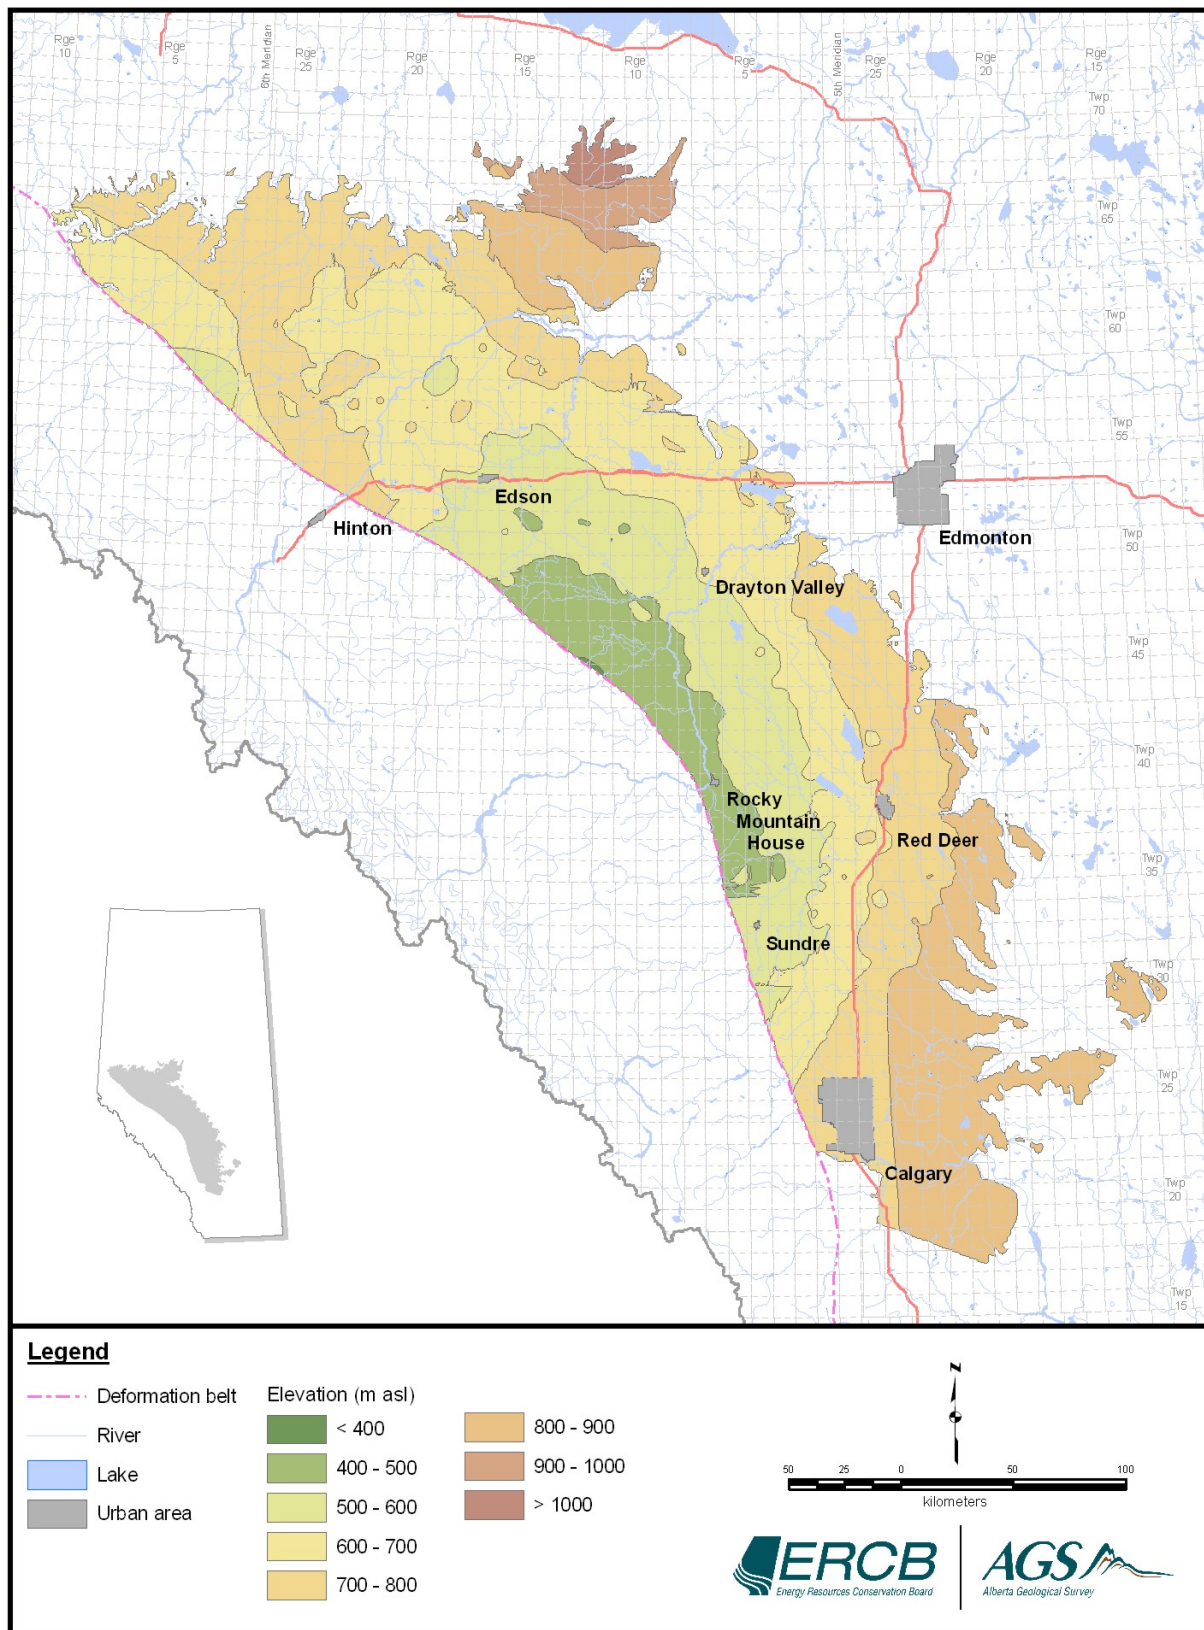 Rge
10
Rge
5
6th Meridian
Rge
25
Rge
20
Rge
15
Rge
10
Rge
5
5th Meridian
Rge
25
Rge
20
Rge
15
Twp
70
Twp
65
Twp
60
Twp
55
Edson
Hinton
Edmonton
Twp
50
Drayton Valley
Twp
45
Twp
40
Rocky
Mountain
House
Red Deer
Twp
35
Sundre
Twp
30
Twp
25
Calgary
Twp
20
Twp
15
Legend
Deformation belt
River
Lake
Urban area
Elevation (m asl)
< 400
400 - 500
500 - 600
600 - 700
700 - 800
800 - 900
900 - 1000
> 1000
N
50 25 0 50 100
kilometers
ERCB
Energy Resources Conservation Board
AGS
Alberta Geological Survey